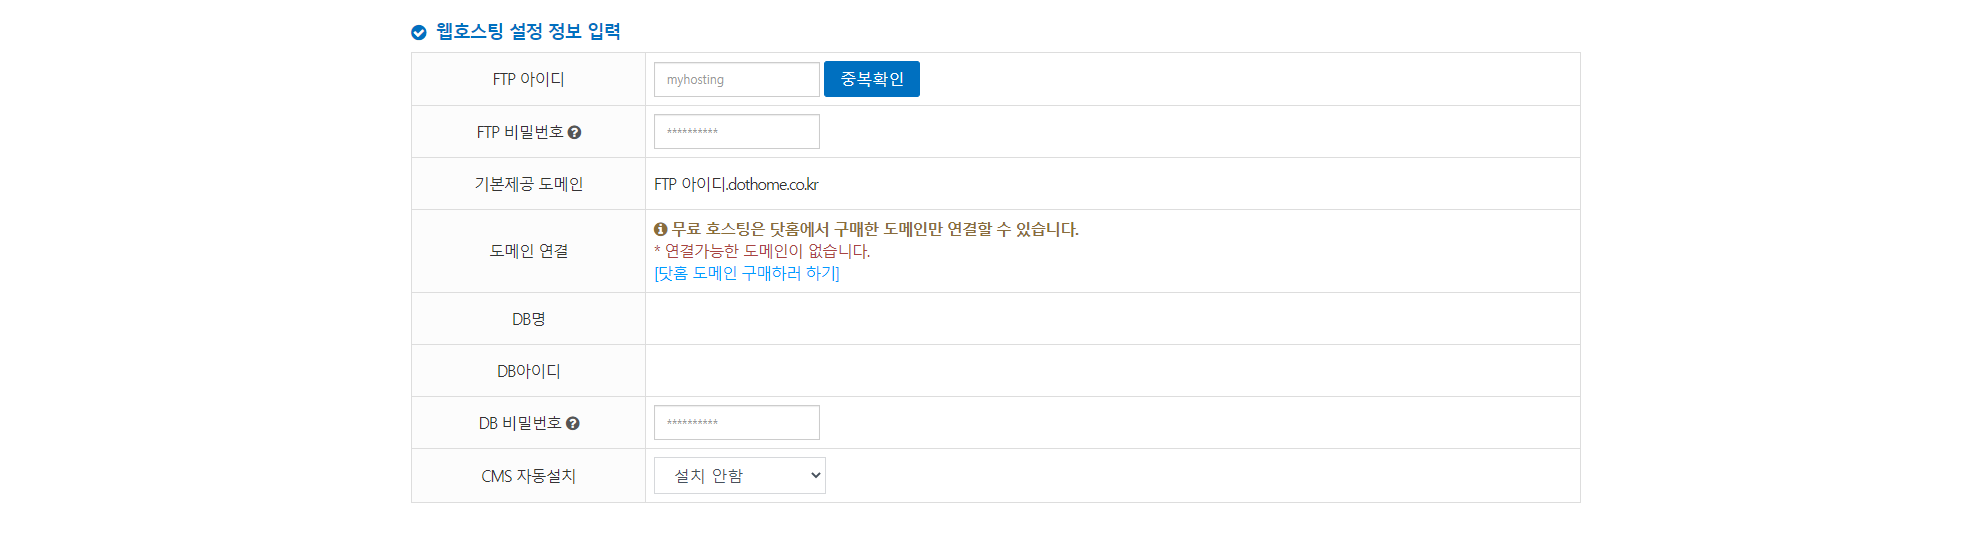 웹호스팅 설정 정보 입력
FTP 아이디 myhosting 중복확인
FTP 비밀번호 **********
기본제공 도메인 FTP 아이디.dothome.co.kr
도메인 연결
무료 호스팅은 닷홈에서 구매한 도메인만 연결할 수 있습니다.
* 연결가능한 도메인이 없습니다.
[닷홈 도메인 구매하러 하기]
DB명
DB아이디
DB 비밀번호 **********
CMS 자동설치 설치 안함